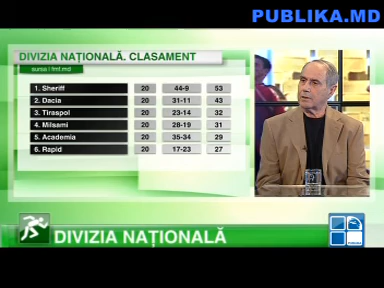 PUBLIKA.MD
DIVIZIA NAȚIONALĂ. CLASAMENT
sursa : fmf.md
1. Sheriff 20 44-9 53
2. Dacia 20 31-11 43
3. Tiraspol 20 23-14 32
4. Milsami 20 28-19 31
5. Academia 20 35-34 29
6. Rapid 20 17-23 27
DIVIZIA NAȚIONALĂ